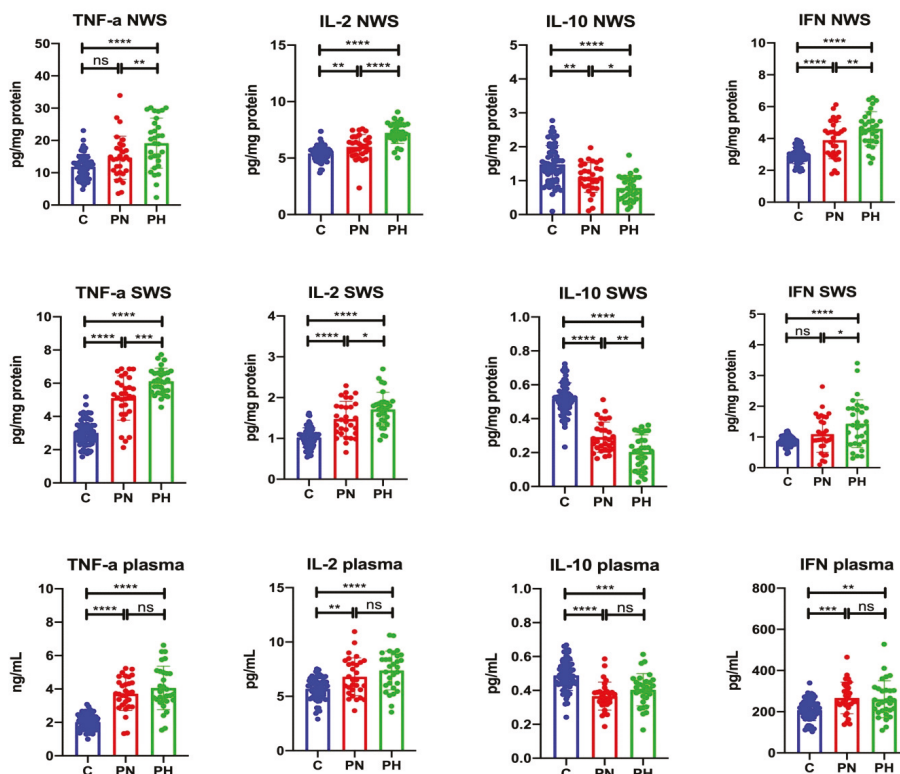 TNF-a NWS
pg/mg protein
50
40
30
20
10
0
****
ns
**
C PN PH
IL-2 NWS
pg/mg protein
15
10
5
0
****
**
****
C PN PH
IL-10 NWS
pg/mg protein
5
4
3
2
1
0
****
**
*
C PN PH
IFN NWS
pg/mg protein
10
8
6
4
2
0
****
****
**
C PN PH
TNF-a SWS
pg/mg protein
10
8
6
4
2
0
****
****
***
C PN PH
IL-2 SWS
pg/mg protein
4
3
2
1
0
****
****
*
C PN PH
IL-10 SWS
pg/mg protein
1.0
0.8
0.6
0.4
0.2
0.0
****
****
**
C PN PH
IFN SWS
pg/mg protein
5
4
3
2
1
0
****
ns
*
C PN PH
TNF-a plasma
ng/mL
10
8
6
4
2
0
****
****
ns
C PN PH
IL-2 plasma
pg/mL
15
10
5
0
****
**
ns
C PN PH
IL-10 plasma
pg/mL
1.0
0.8
0.6
0.4
0.2
0.0
***
****
ns
C PN PH
IFN plasma
pg/mL
800
600
400
200
0
**
***
ns
C PN PH